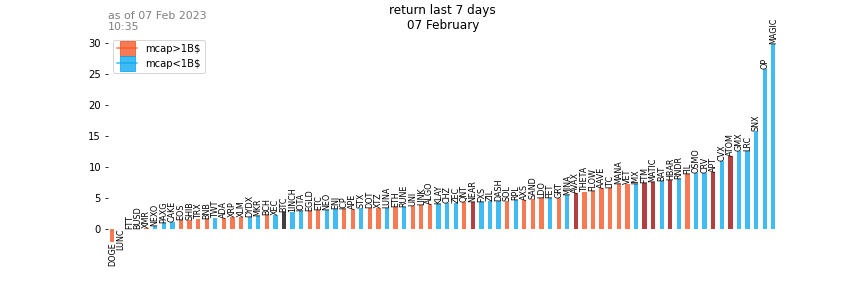 as of 07 Feb 2023
10:35
return last 7 days
07 February
mcap>1B$
mcap<1B$
30
25
20
15
10
5
0
DOGE
LUNC
FTT
BUSD
XMR
NEXO
PAXG
CAKE
EOS
SHIB
TRX
BNB
TWT
ADA
XRP
XLM
DYDX
MKR
BCH
XEC
BTC
1INCH
IOTA
EGLD
ETC
NEO
ENJ
ICP
APE
STX
DOT
XTZ
LUNA
ETH
RUNE
UNI
LINK
ALGO
KLAY
CHZ
ZEC
QNT
NEAR
FXS
ZIL
DASH
SOL
RPL
AXS
SAND
LDO
FET
GRT
MINA
AVAX
THETA
FLOW
AAVE
LTC
MANA
VET
IMX
FTM
MATIC
BAT
HBAR
RNDR
FIL
OSMO
CRV
APT
CVX
ATOM
GMX
LRC
SNX
OP
MAGIC